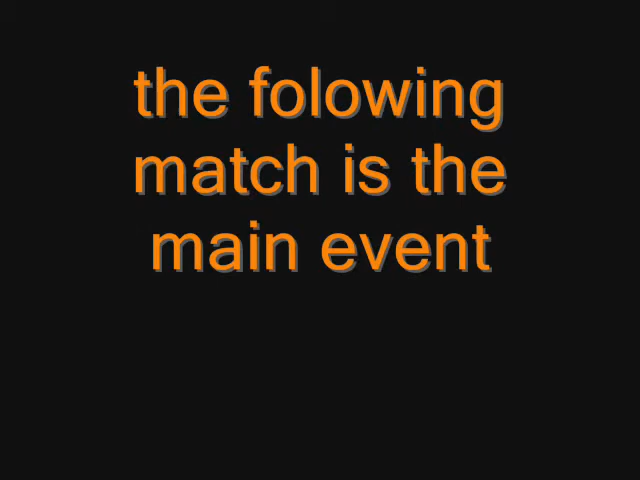 the folowing
match is the
main event